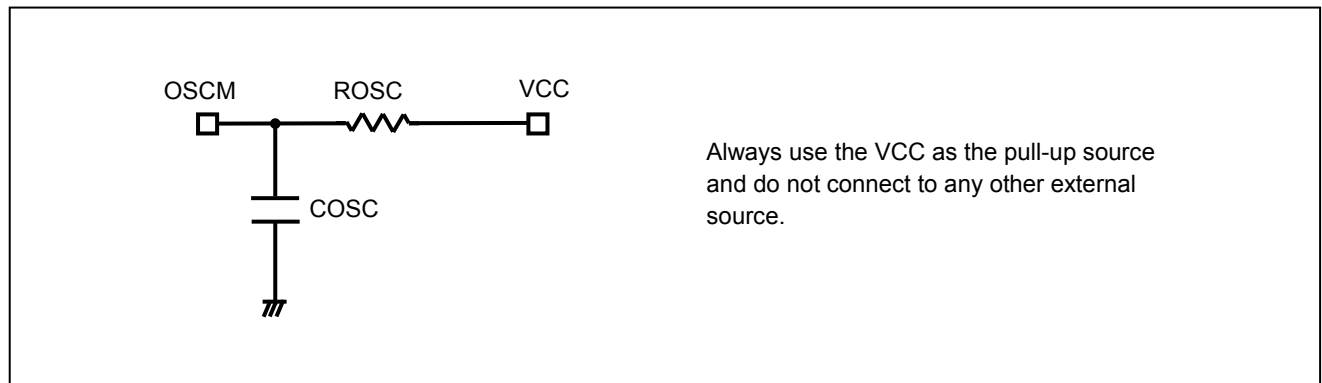 OSCM ROSC VCC
COSC
Always use the VCC as the pull-up source
and do not connect to any other external
source.